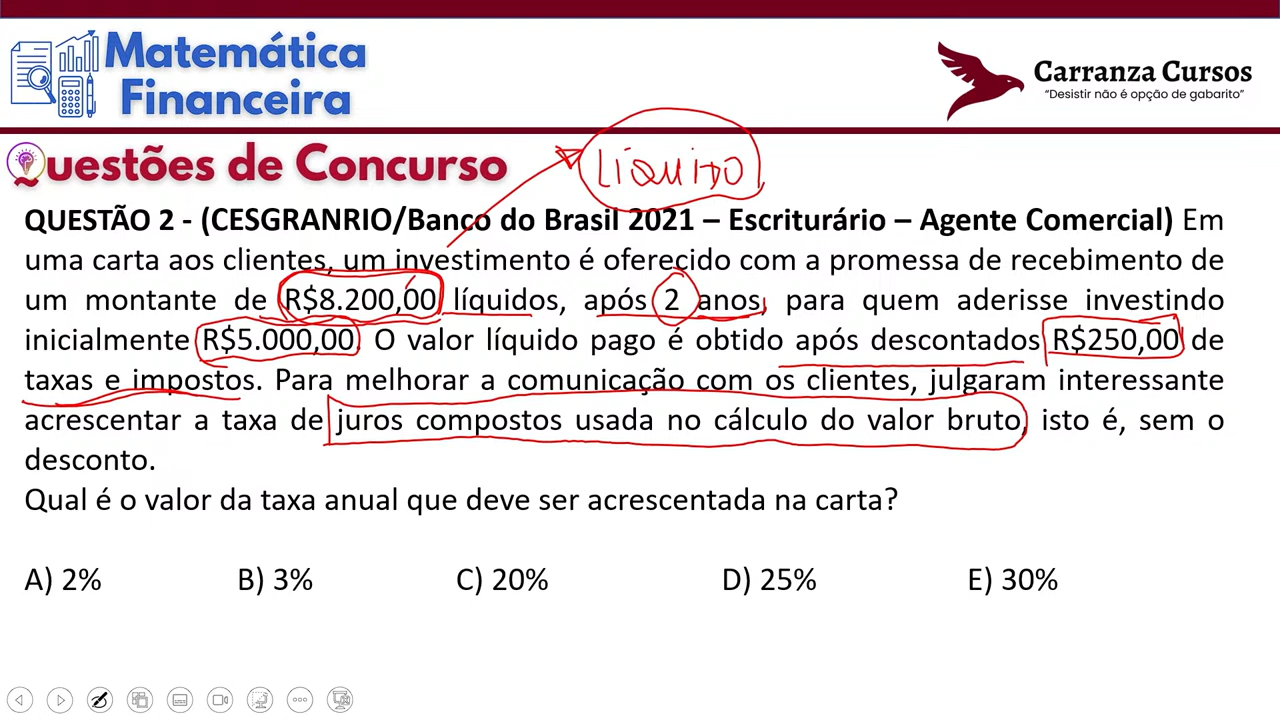 Matemática
Financeira
Carranza Cursos
“Desistir não é opção de gabarito”
Questões de Concurso
LÍQUIDO
QUESTÃO 2 - (CESGRANRIO/Banco do Brasil 2021 – Escriturário – Agente Comercial) Em
uma carta aos clientes, um investimento é oferecido com a promessa de recebimento de
um montante de R$8.200,00 líquidos, após 2 anos, para quem aderisse investindo
inicialmente R$5.000,00. O valor líquido pago é obtido após descontados R$250,00 de
taxas e impostos. Para melhorar a comunicação com os clientes, julgaram interessante
acrescentar a taxa de juros compostos usada no cálculo do valor bruto, isto é, sem o
desconto.
Qual é o valor da taxa anual que deve ser acrescentada na carta?
A) 2% B) 3% C) 20% D) 25% E) 30%